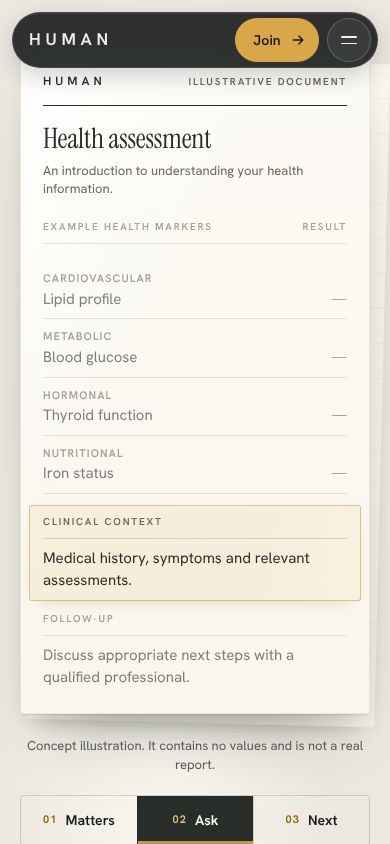 HUMAN
Join →
HUMAN ILLUSTRATIVE DOCUMENT
Health assessment
An introduction to understanding your health
information.
EXAMPLE HEALTH MARKERS RESULT
CARDIOVASCULAR
Lipid profile —
METABOLIC
Blood glucose —
HORMONAL
Thyroid function —
NUTRITIONAL
Iron status —
CLINICAL CONTEXT
Medical history, symptoms and relevant
assessments.
FOLLOW-UP
Discuss appropriate next steps with a
qualified professional.
Concept illustration. It contains no values and is not a real
report.
01 Matters 02 Ask 03 Next